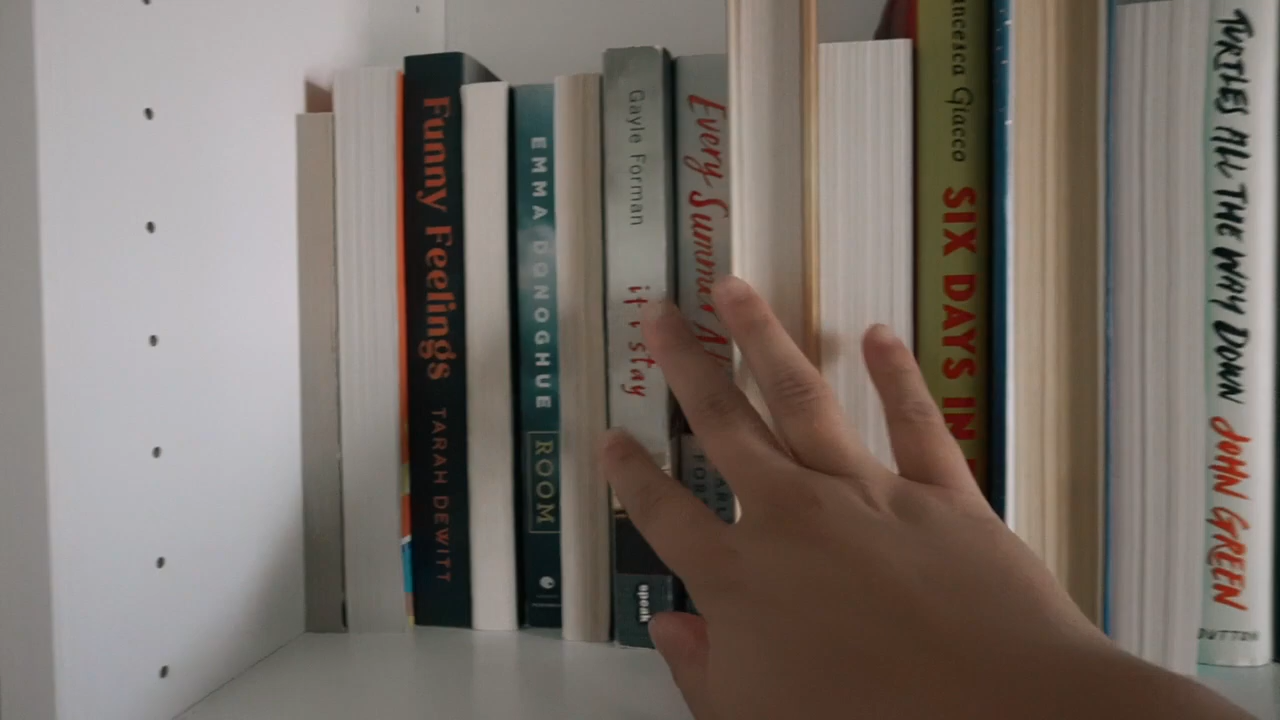 Funny Feelings
TARAH DEWITT
EMMA DONOGHUE
ROOM
Gayle Forman
if i stay
speak
Every Summer
Giacco
SIX DAYS IN
TURTLES ALL THE WAY DOWN
JOHN GREEN
DUTTON